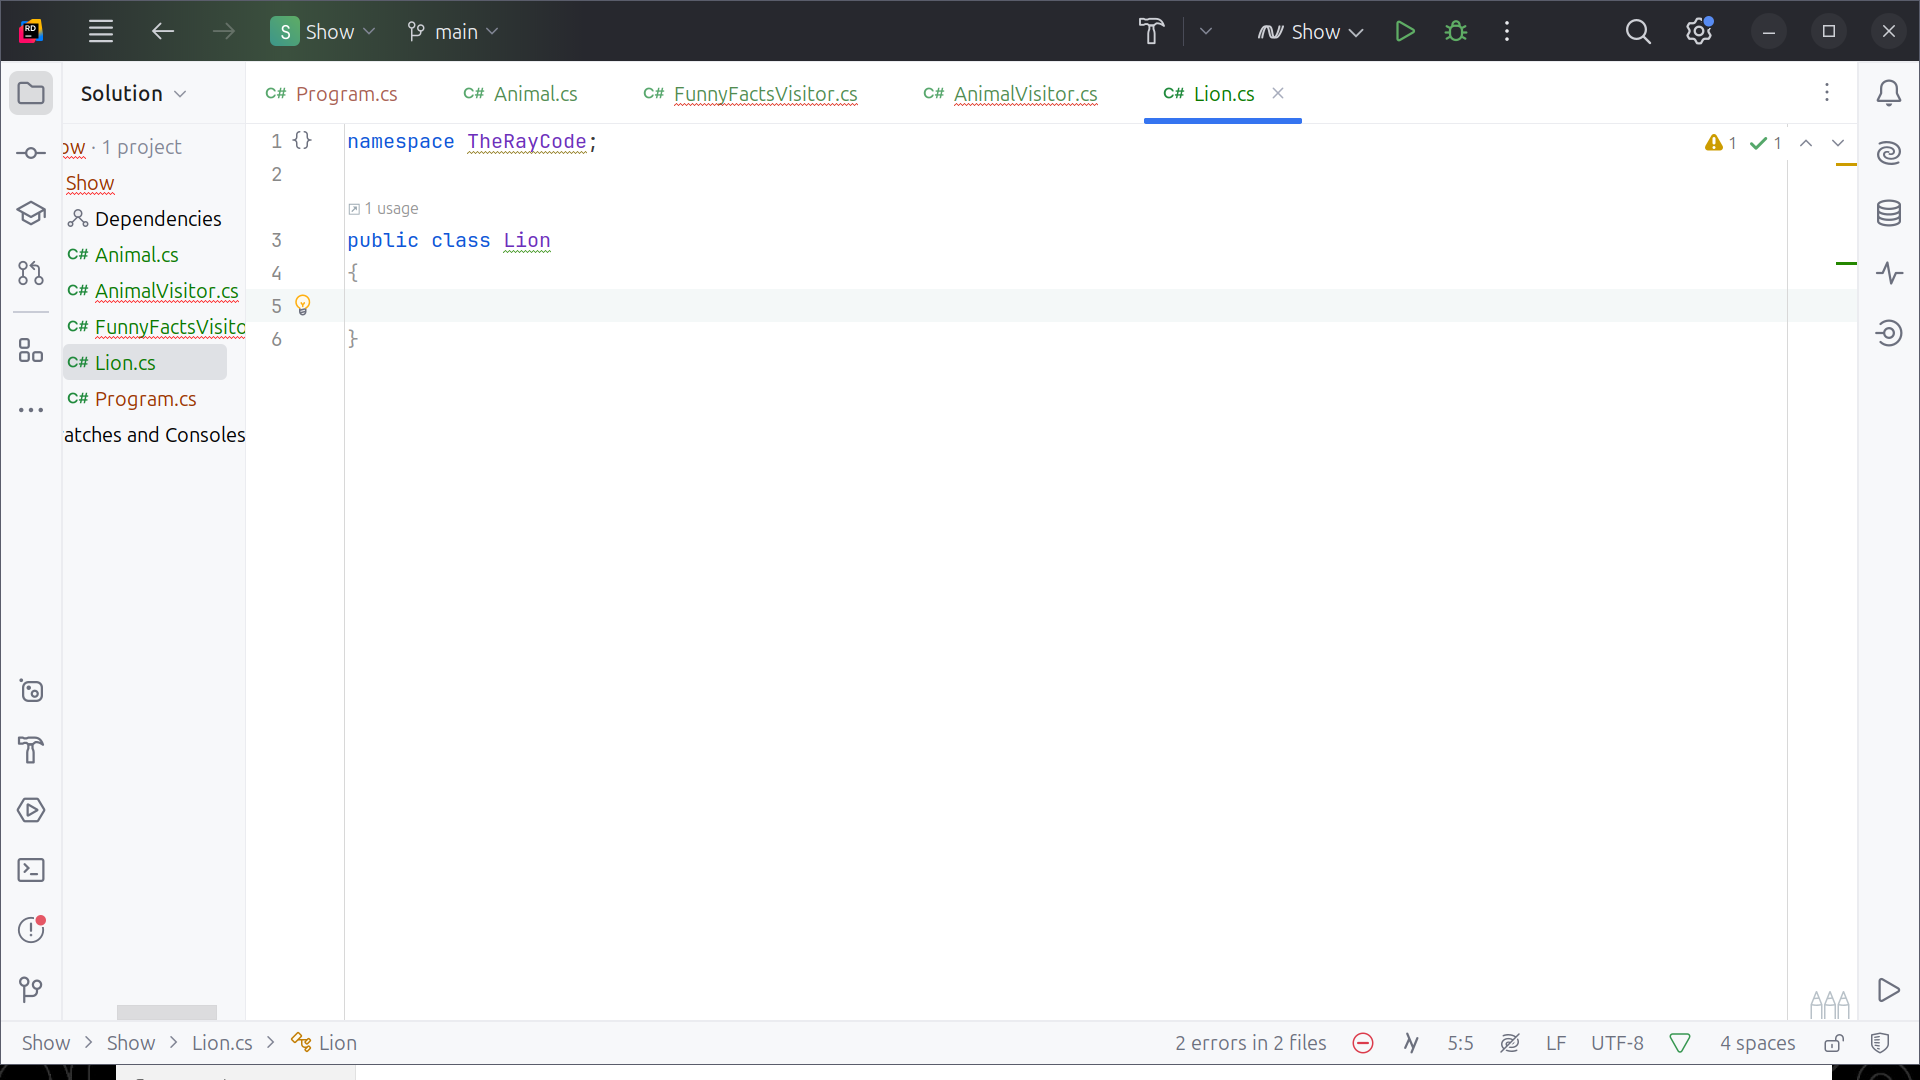 S Show main Show
Solution
C# Program.cs C# Animal.cs C# FunnyFactsVisitor.cs C# AnimalVisitor.cs C# Lion.cs
ow · 1 project
Show
Dependencies
C# Animal.cs
C# AnimalVisitor.cs
C# FunnyFactsVisito
C# Lion.cs
C# Program.cs
atches and Consoles
1 {} namespace TheRayCode;
2
1 usage
3 public class Lion
4 {
5
6 }
1 1
Show > Show > Lion.cs > Lion 2 errors in 2 files 5:5 LF UTF-8 4 spaces